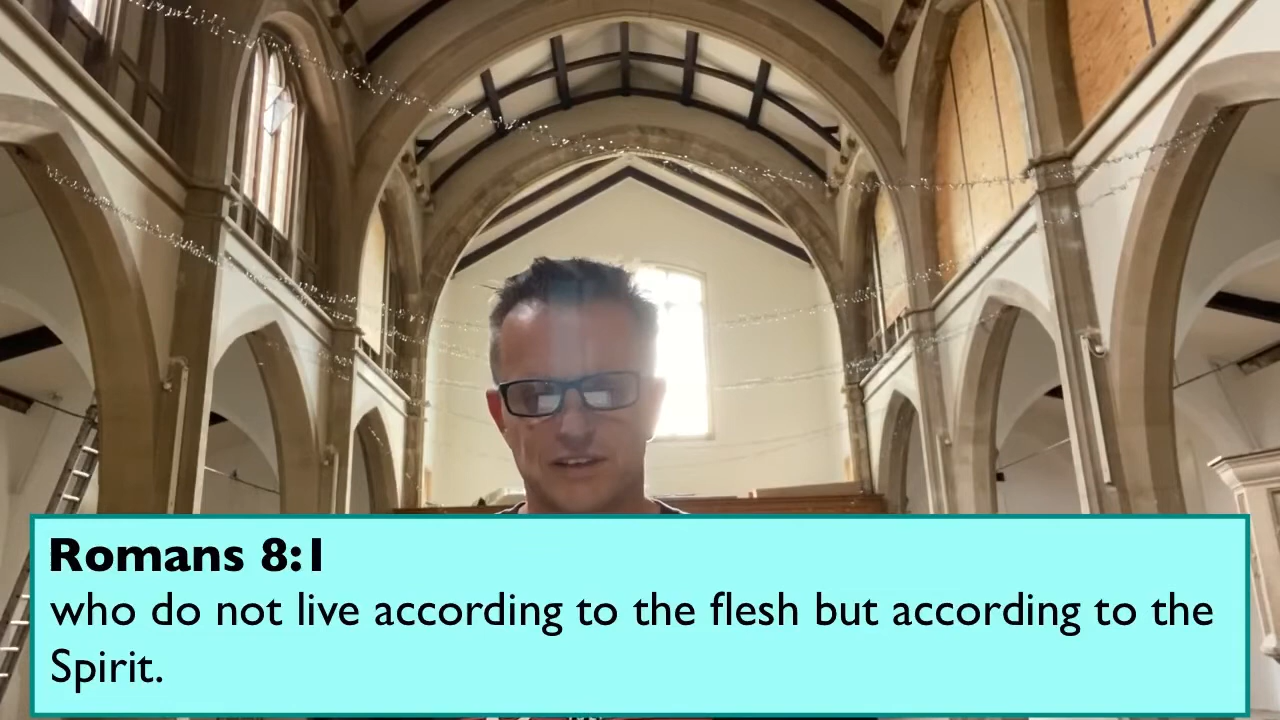 Romans 8:1
who do not live according to the flesh but according to the
Spirit.